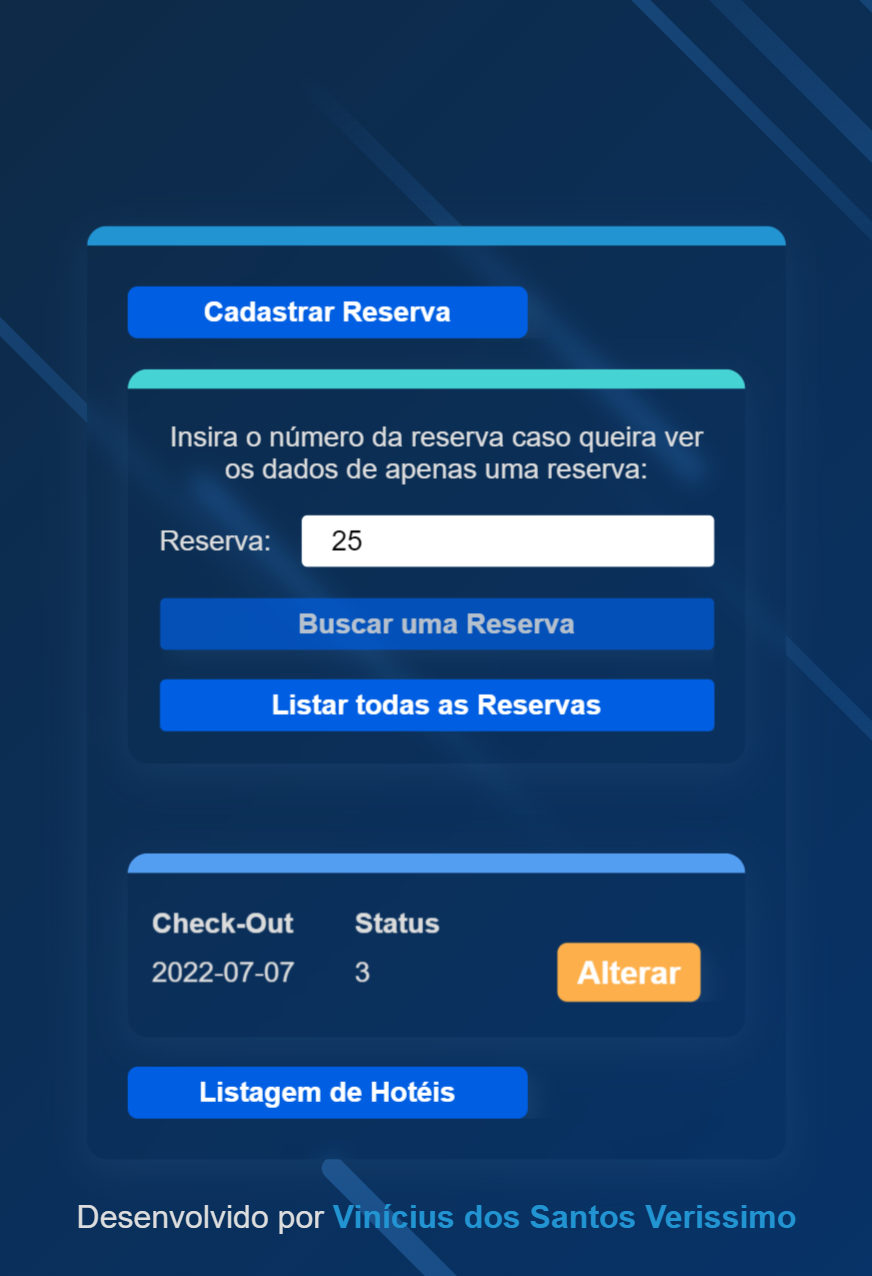 Cadastrar Reserva
Insira o número da reserva caso queira ver
os dados de apenas uma reserva:
Reserva: 25
Buscar uma Reserva
Listar todas as Reservas
Check-Out Status
2022-07-07 3 Alterar
Listagem de Hotéis
Desenvolvido por Vinícius dos Santos Verissimo